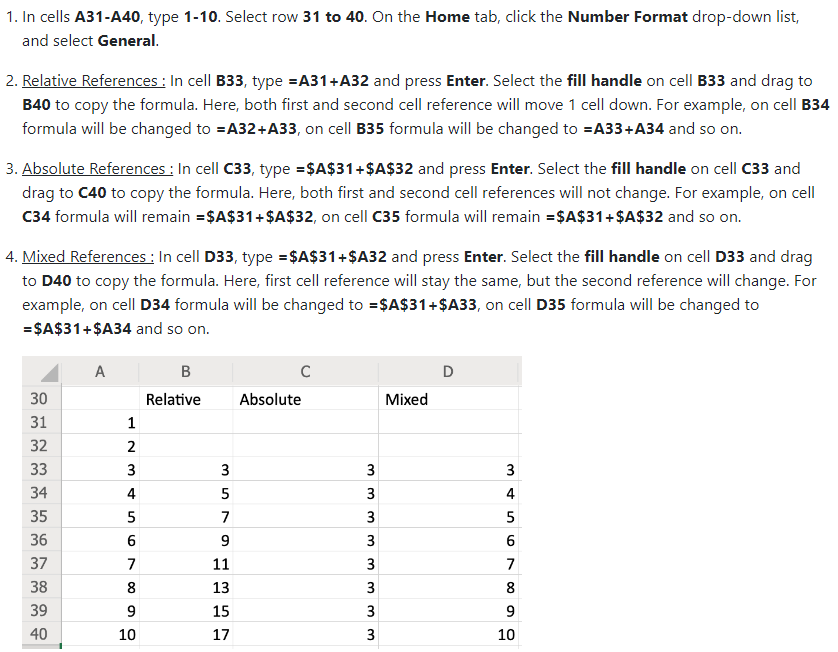 1. In cells A31-A40, type 1-10. Select row 31 to 40. On the Home tab, click the Number Format drop-down list,
and select General.
2. Relative References : In cell B33, type =A31+A32 and press Enter. Select the fill handle on cell B33 and drag to
B40 to copy the formula. Here, both first and second cell reference will move 1 cell down. For example, on cell B34
formula will be changed to =A32+A33, on cell B35 formula will be changed to =A33+A34 and so on.
3. Absolute References : In cell C33, type =$A$31+$A$32 and press Enter. Select the fill handle on cell C33 and
drag to C40 to copy the formula. Here, both first and second cell references will not change. For example, on cell
C34 formula will remain =$A$31+$A$32, on cell C35 formula will remain =$A$31+$A$32 and so on.
4. Mixed References : In cell D33, type =$A$31+$A32 and press Enter. Select the fill handle on cell D33 and drag
to D40 to copy the formula. Here, first cell reference will stay the same, but the second reference will change. For
example, on cell D34 formula will be changed to =$A$31+$A33, on cell D35 formula will be changed to
=$A$31+$A34 and so on.
A B C D
30 Relative Absolute Mixed
31 1
32 2
33 3 3 3 3
34 4 5 3 4
35 5 7 3 5
36 6 9 3 6
37 7 11 3 7
38 8 13 3 8
39 9 15 3 9
40 10 17 3 10